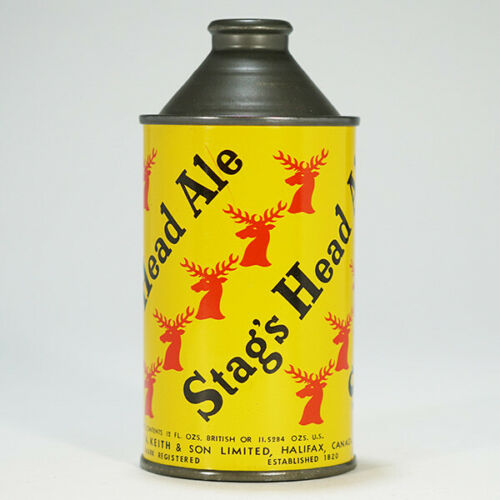 Head Ale
Stag's Head A
CONTENTS 12 FL. OZS. BRITISH OR 11.5284 OZS. U.S.
A. KEITH & SON LIMITED, HALIFAX, CANA
REGISTERED ESTABLISHED 1820